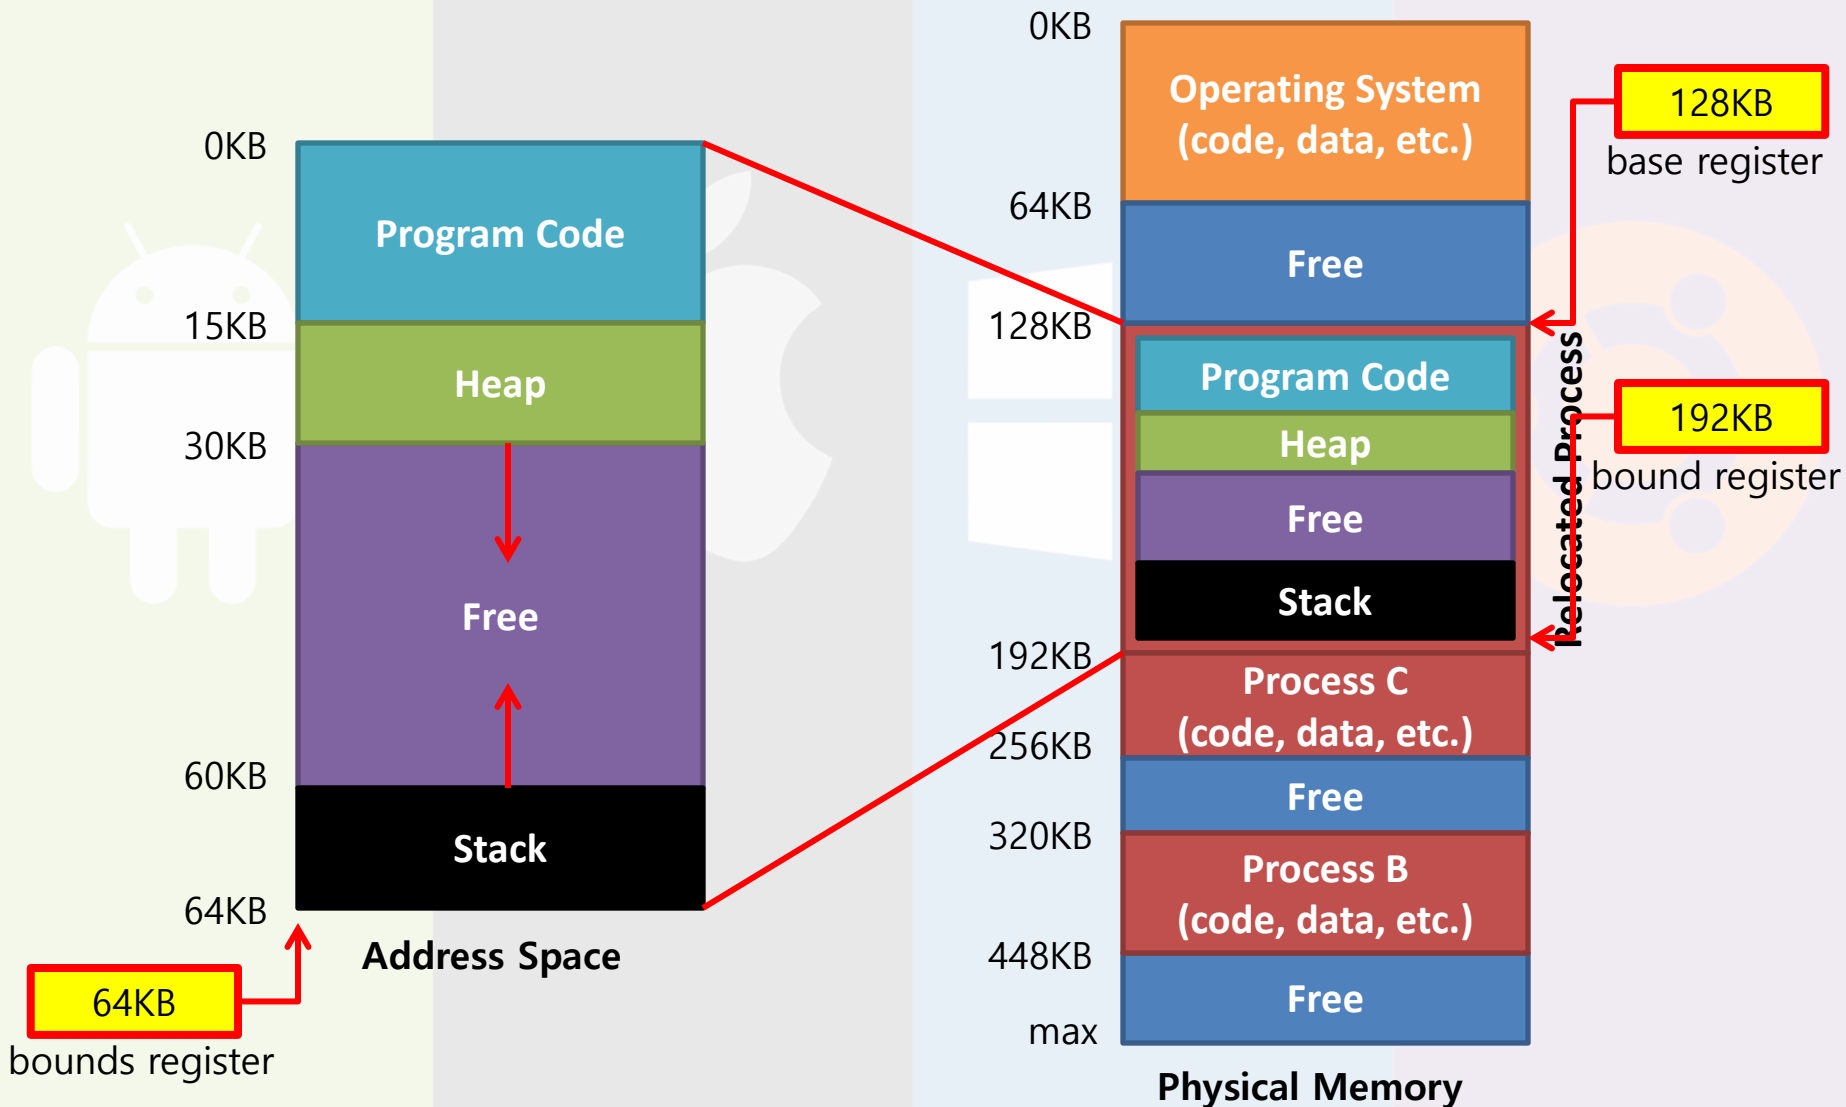 0KB
Program Code
15KB
Heap
30KB
Free
60KB
Stack
64KB
Address Space
64KB
bounds register
0KB
Operating System
(code, data, etc.)
64KB
Free
128KB
Program Code
Heap
Free
Stack
192KB
Process C
(code, data, etc.)
256KB
Free
320KB
Process B
(code, data, etc.)
448KB
Free
max
Physical Memory
128KB
base register
Relocated Process
192KB
bound register